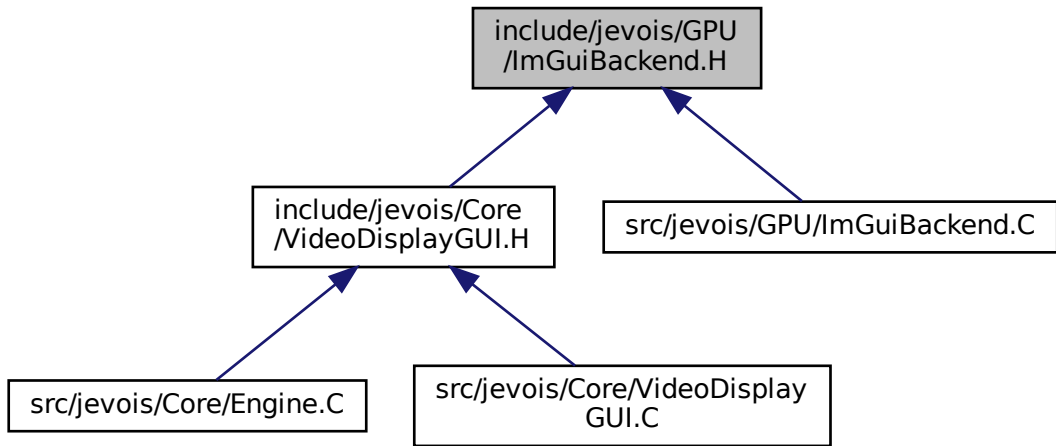 include/jevois/GPU
/ImGuiBackend.H
include/jevois/Core
/VideoDisplayGUI.H
src/jevois/GPU/ImGuiBackend.C
src/jevois/Core/Engine.C
src/jevois/Core/VideoDisplay
GUI.C